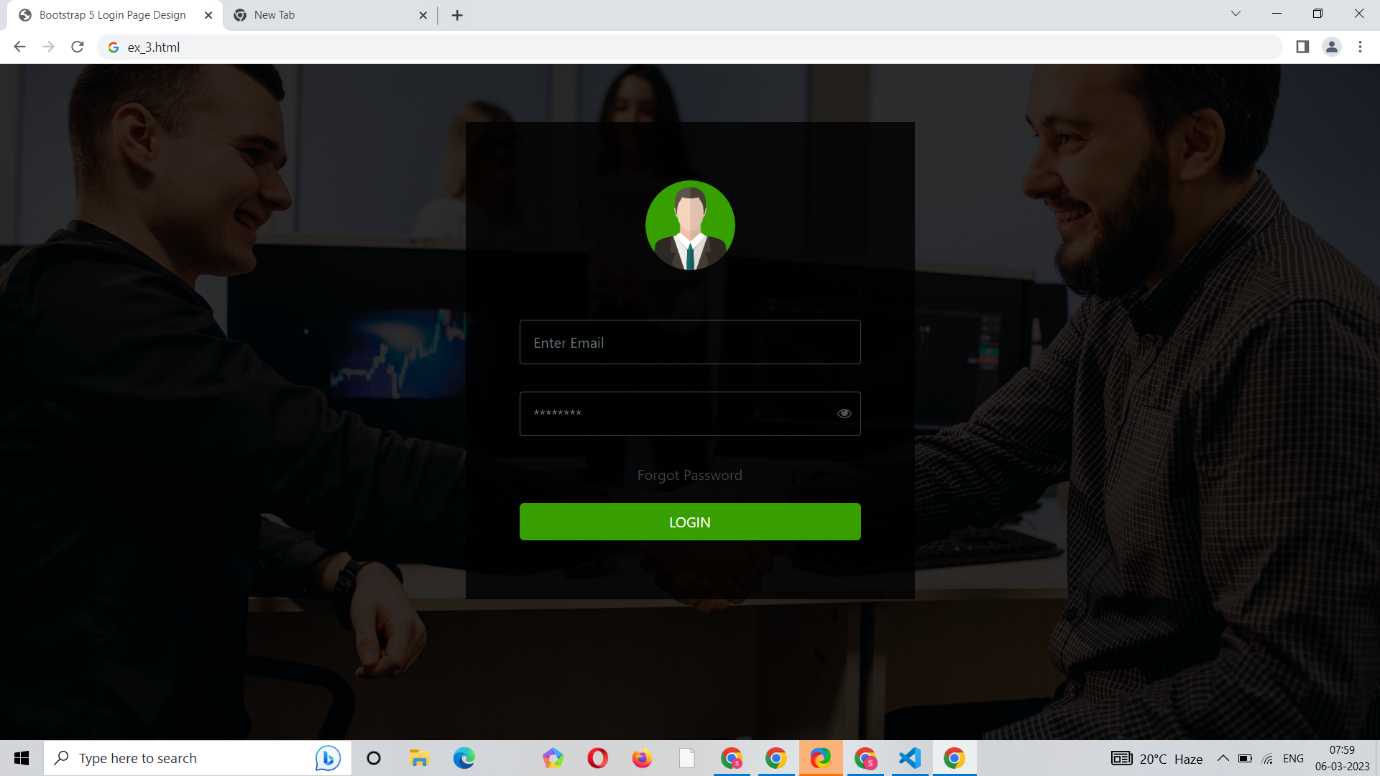 Bootstrap 5 Login Page Design
New Tab
ex_3.html
Enter Email
********
Forgot Password
LOGIN
Type here to search
20°C Haze
ENG
07:59
06-03-2023